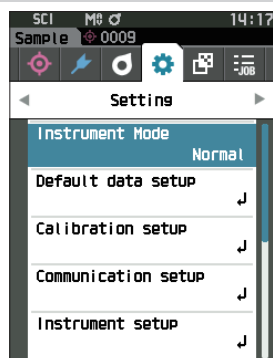 SCI M0 14:17
Sample 0009
JOB
Setting
Instrument Mode
Normal
Default data setup
Calibration setup
Communication setup
Instrument setup